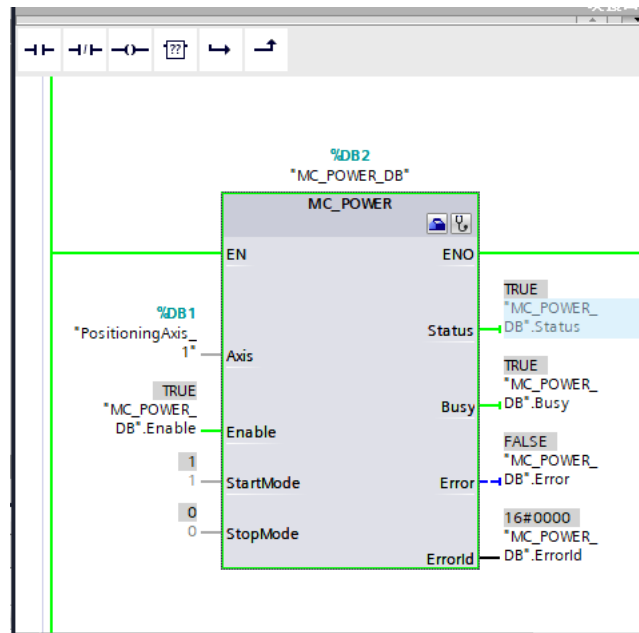 ??
%DB2
"MC_POWER_DB"
MC_POWER
EN
ENO
TRUE
"MC_POWER_
DB".Status
Status
%DB1
"PositioningAxis_
1"
Axis
TRUE
"MC_POWER_
DB".Busy
Busy
TRUE
"MC_POWER_
DB".Enable
Enable
FALSE
"MC_POWER_
DB".Error
Error
1
1
StartMode
0
0
StopMode
16#0000
"MC_POWER_
DB".ErrorId
ErrorId